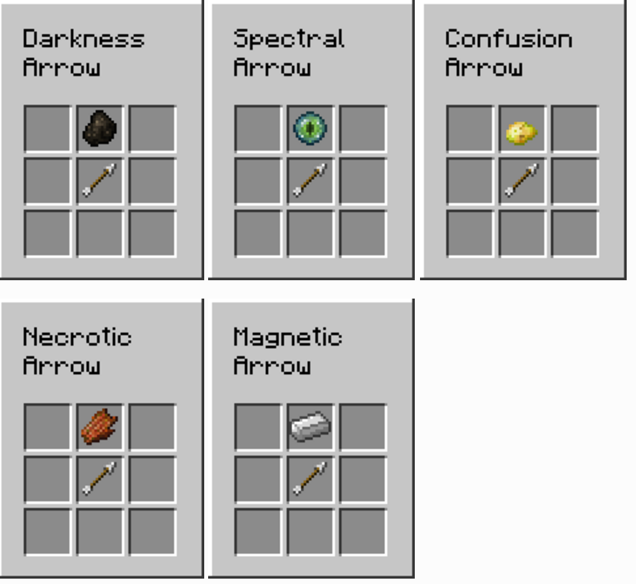 Darkness
Arrow
Spectral
Arrow
Confusion
Arrow
Necrotic
Arrow
Magnetic
Arrow